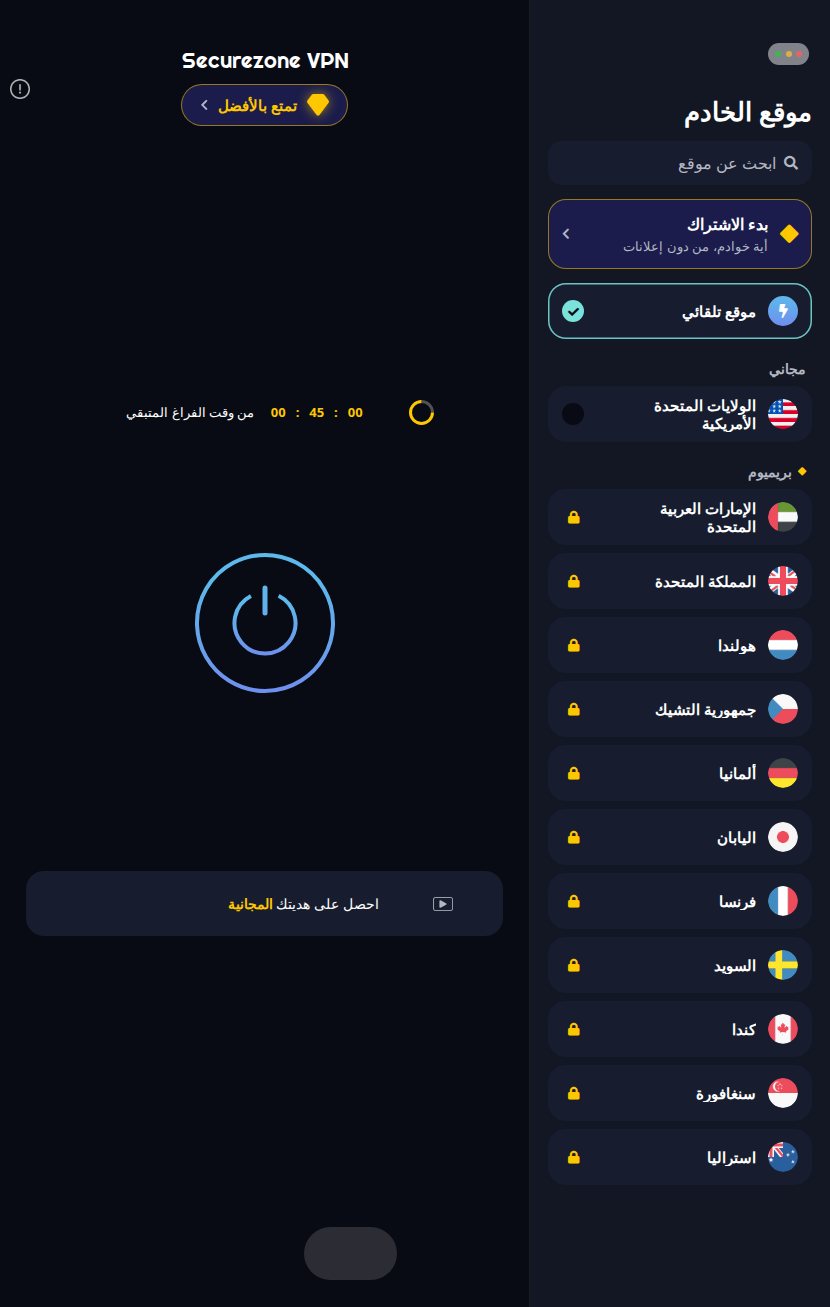 موقع الخادم
ابحث عن موقع
بدء الاشتراك
أية خوادم، من دون إعلانات
موقع تلقائي
مجاني
الولايات المتحدة
الأمريكية
بريميوم
الإمارات العربية
المتحدة
المملكة المتحدة
هولندا
جمهورية التشيك
ألمانيا
اليابان
فرنسا
السويد
كندا
سنغافورة
استراليا
Securezone VPN
تمتع بالأفضل
00 : 45 : 00 من وقت الفراغ المتبقي
احصل على هديتك المجانية